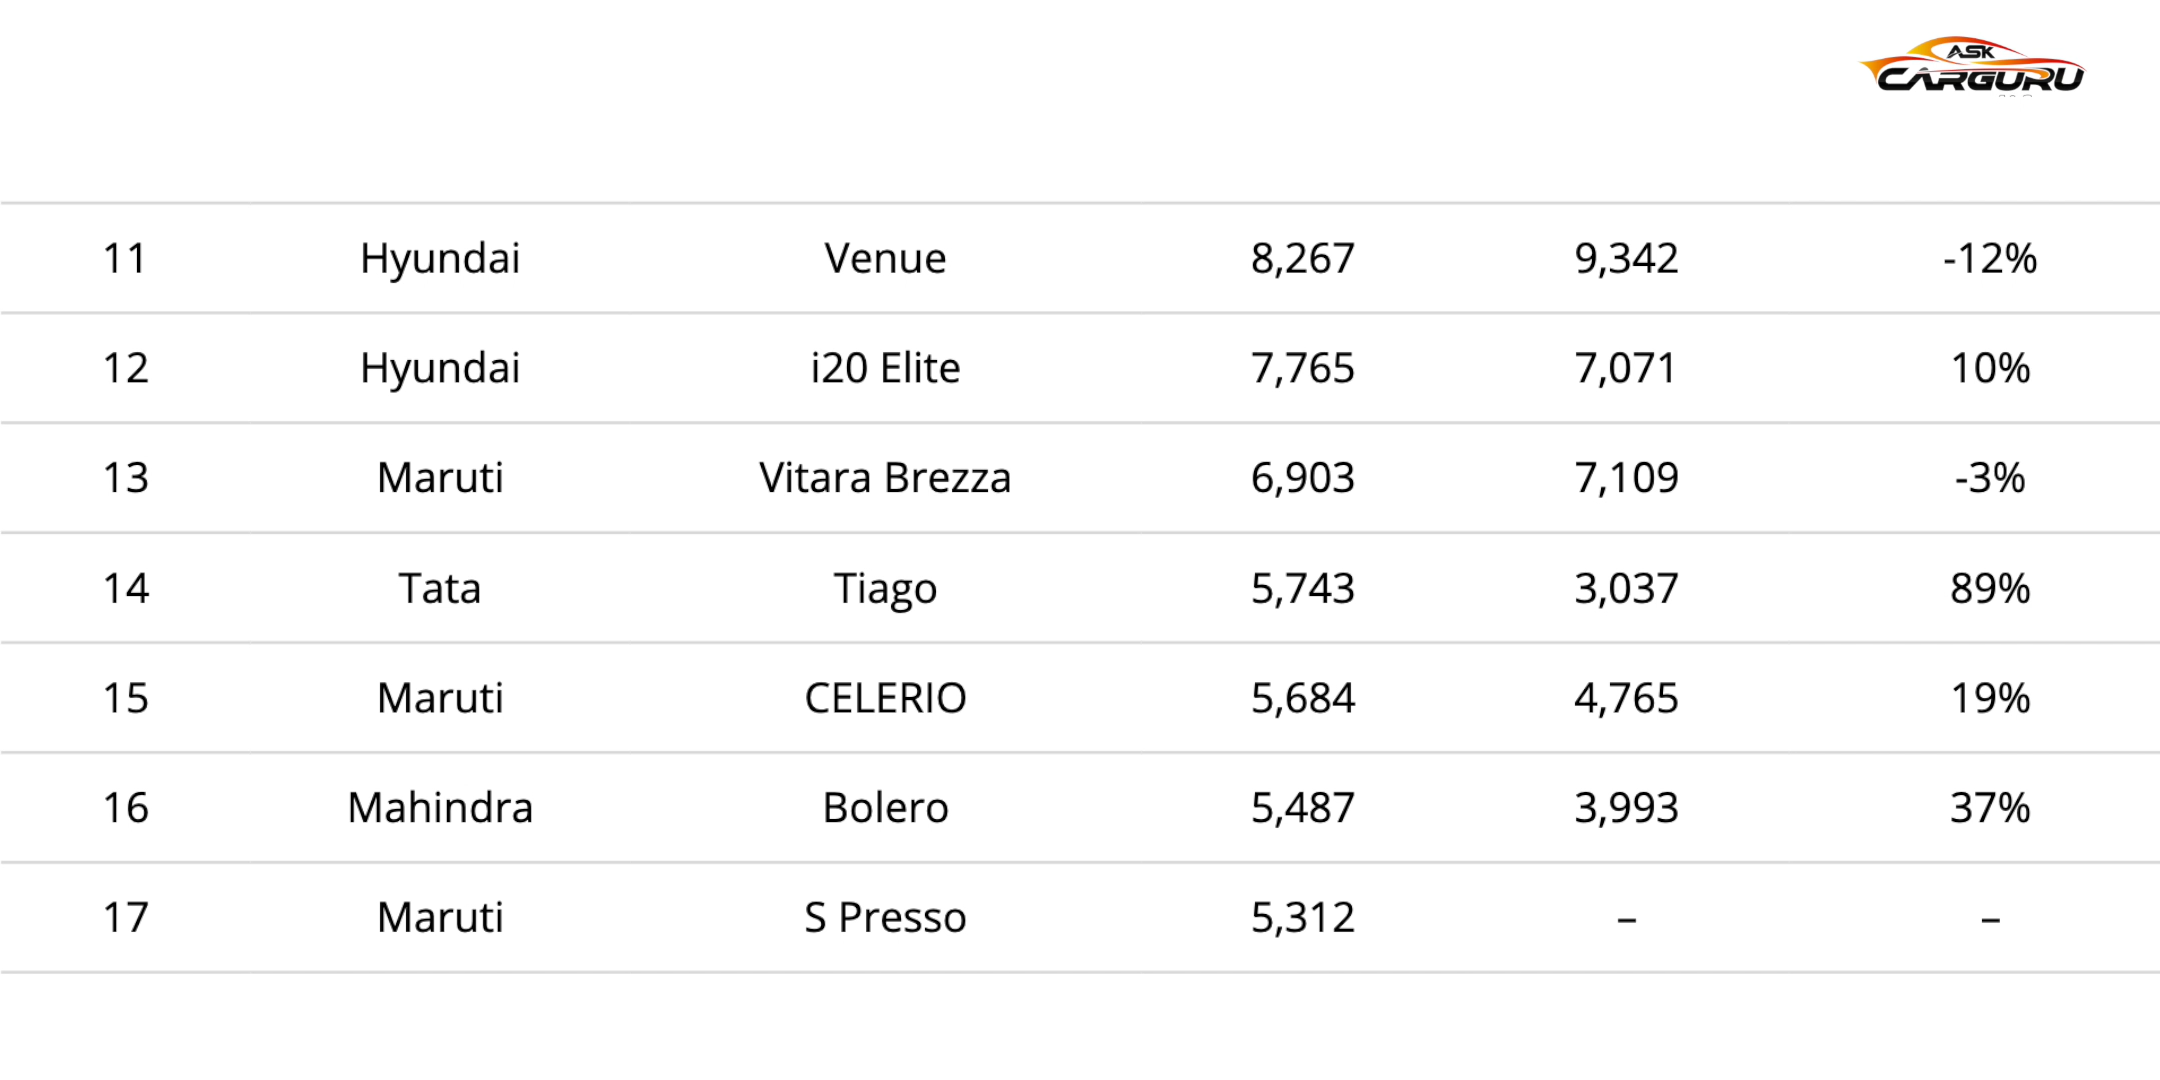 ASK
CARGURU
11 Hyundai Venue 8,267 9,342 -12%
12 Hyundai i20 Elite 7,765 7,071 10%
13 Maruti Vitara Brezza 6,903 7,109 -3%
14 Tata Tiago 5,743 3,037 89%
15 Maruti CELERIO 5,684 4,765 19%
16 Mahindra Bolero 5,487 3,993 37%
17 Maruti S Presso 5,312 – –